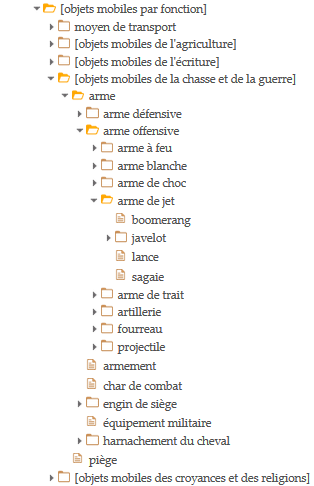 [objets mobiles par fonction]
moyen de transport
[objets mobiles de l'agriculture]
[objets mobiles de l'écriture]
[objets mobiles de la chasse et de la guerre]
arme
arme défensive
arme offensive
arme à feu
arme blanche
arme de choc
arme de jet
boomerang
javelot
lance
sagaie
arme de trait
artillerie
fourreau
projectile
armement
char de combat
engin de siège
équipement militaire
harnachement du cheval
piège
[objets mobiles des croyances et des religions]